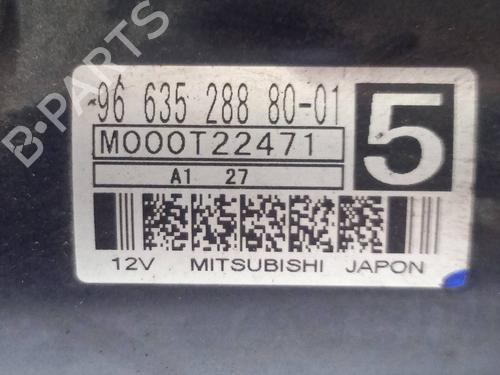 96 635 288 80-01
M000T22471
5
A1 27
12V MITSUBISHI JAPON
B-PARTS